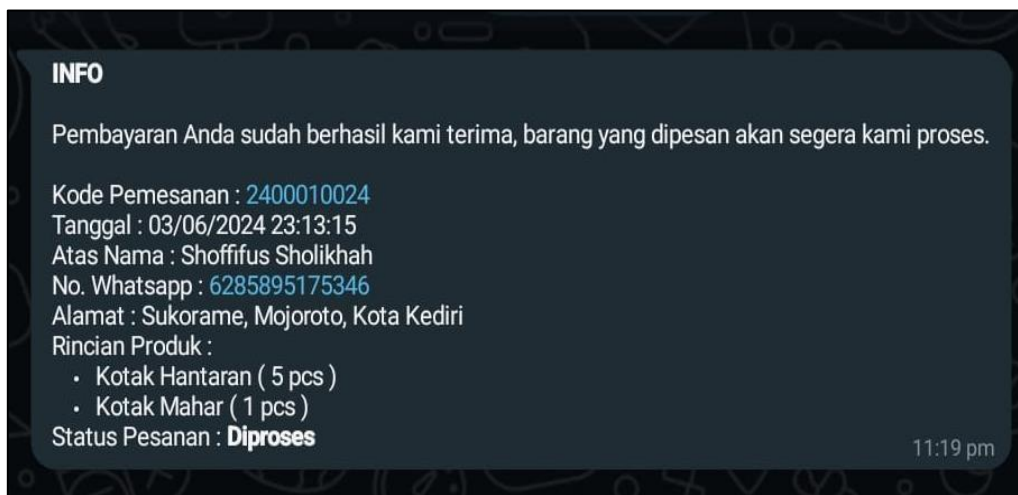 INFO
Pembayaran Anda sudah berhasil kami terima, barang yang dipesan akan segera kami proses.
Kode Pemesanan : 2400010024
Tanggal : 03/06/2024 23:13:15
Atas Nama : Shoffifus Sholikhah
No. Whatsapp : 6285895175346
Alamat : Sukorame, Mojoroto, Kota Kediri
Rincian Produk :
• Kotak Hantaran ( 5 pcs )
• Kotak Mahar ( 1 pcs )
Status Pesanan : Diproses
11:19 pm